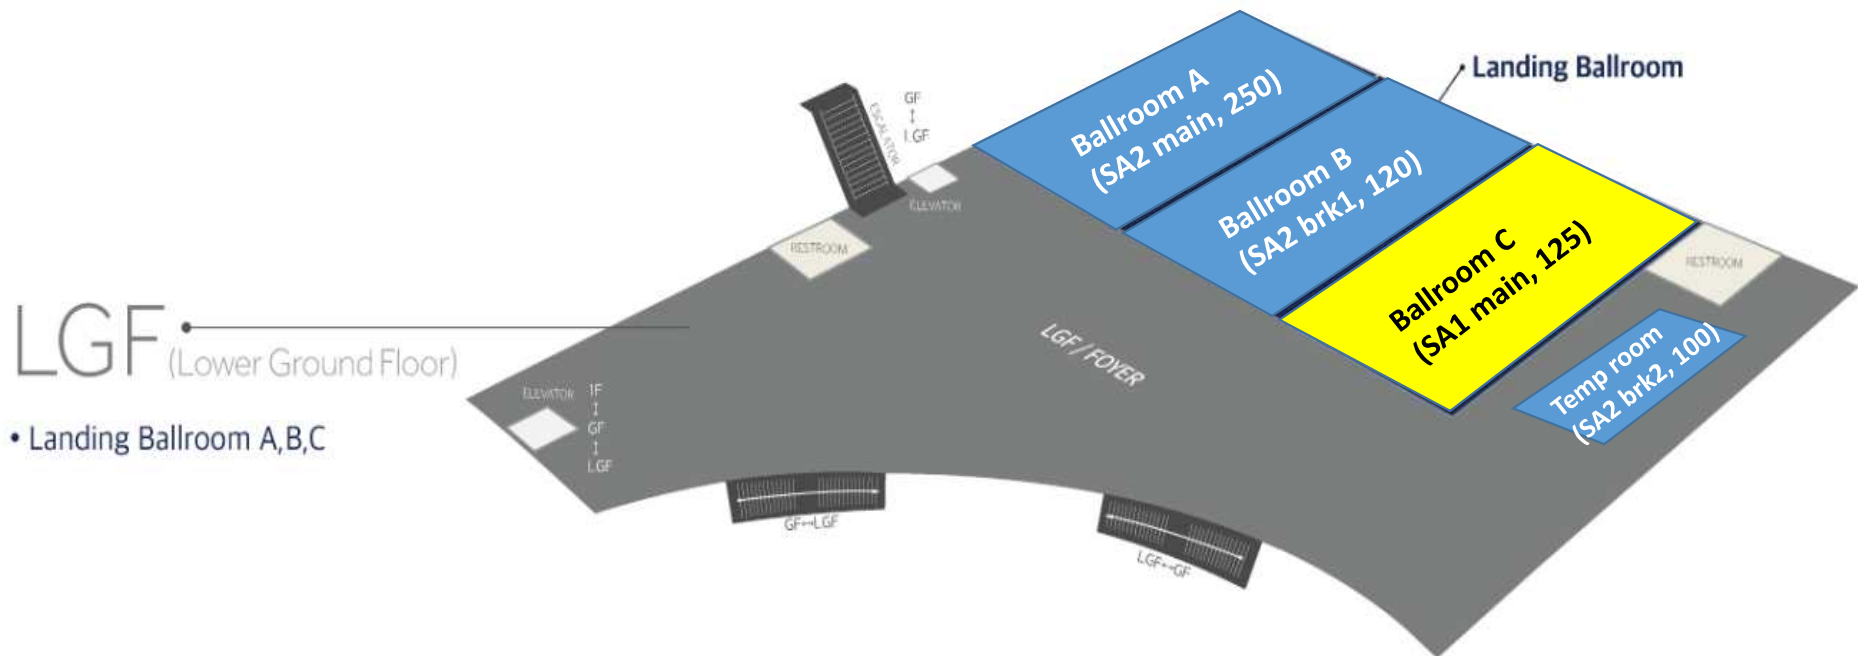 Landing Ballroom
Ballroom A
(SA2 main, 250)
Ballroom B
(SA2 brk1, 120)
Ballroom C
(SA1 main, 125)
Temp room
(SA2 brk2, 100)
GF
↕
LGF
ESCALATOR
ELEVATOR
RESTROOM
RESTROOM
LGF / FOYER
LGF
(Lower Ground Floor)
• Landing Ballroom A,B,C
ELEVATOR
1F
↕
GF
↕
LGF
GF↔LGF
LGF↔GF